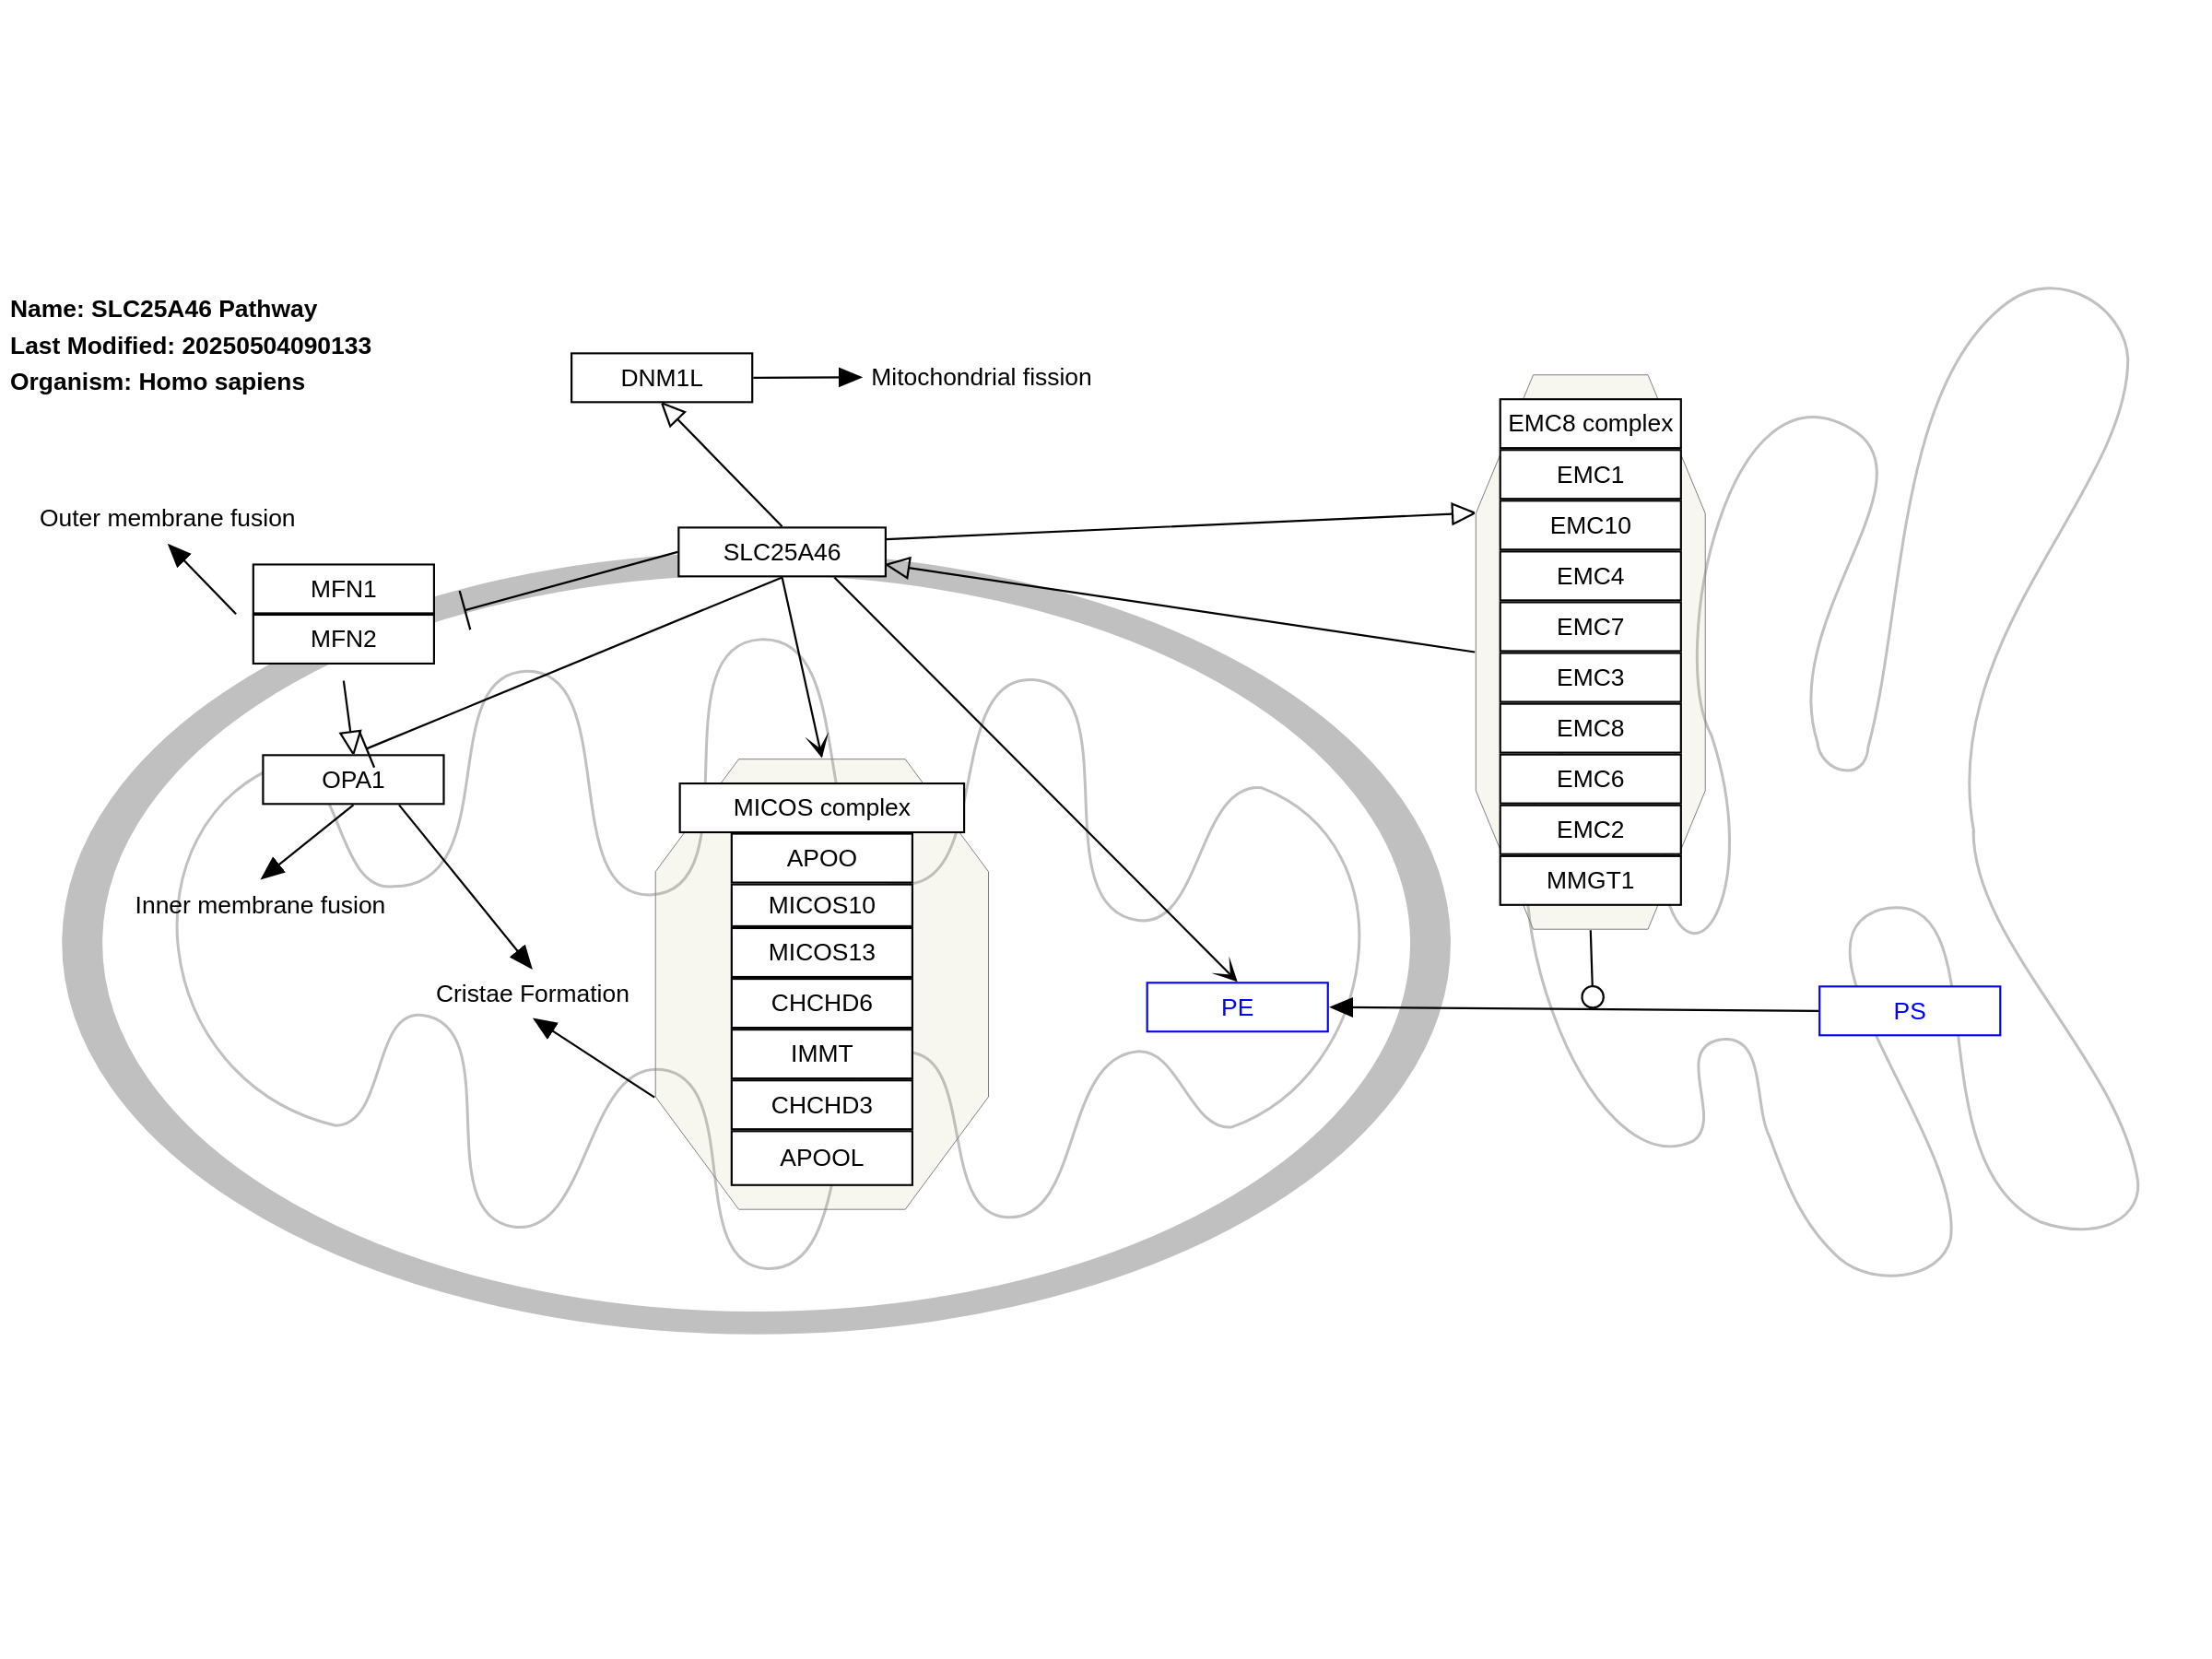 Name: SLC25A46 Pathway
Last Modified: 20250504090133
Organism: Homo sapiens
DNM1L
Mitochondrial fission
Outer membrane fusion
SLC25A46
MFN1
MFN2
OPA1
Inner membrane fusion
Cristae Formation
MICOS complex
APOO
MICOS10
MICOS13
CHCHD6
IMMT
CHCHD3
APOOL
PE
EMC8 complex
EMC1
EMC10
EMC4
EMC7
EMC3
EMC8
EMC6
EMC2
MMGT1
PS